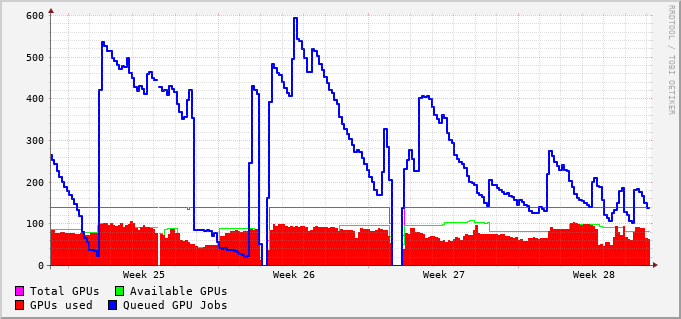 600
500
400
300
200
100
0
Week 25 Week 26 Week 27 Week 28
Total GPUs Available GPUs
GPUs used Queued GPU Jobs
RRDTOOL / TOBI OETIKER